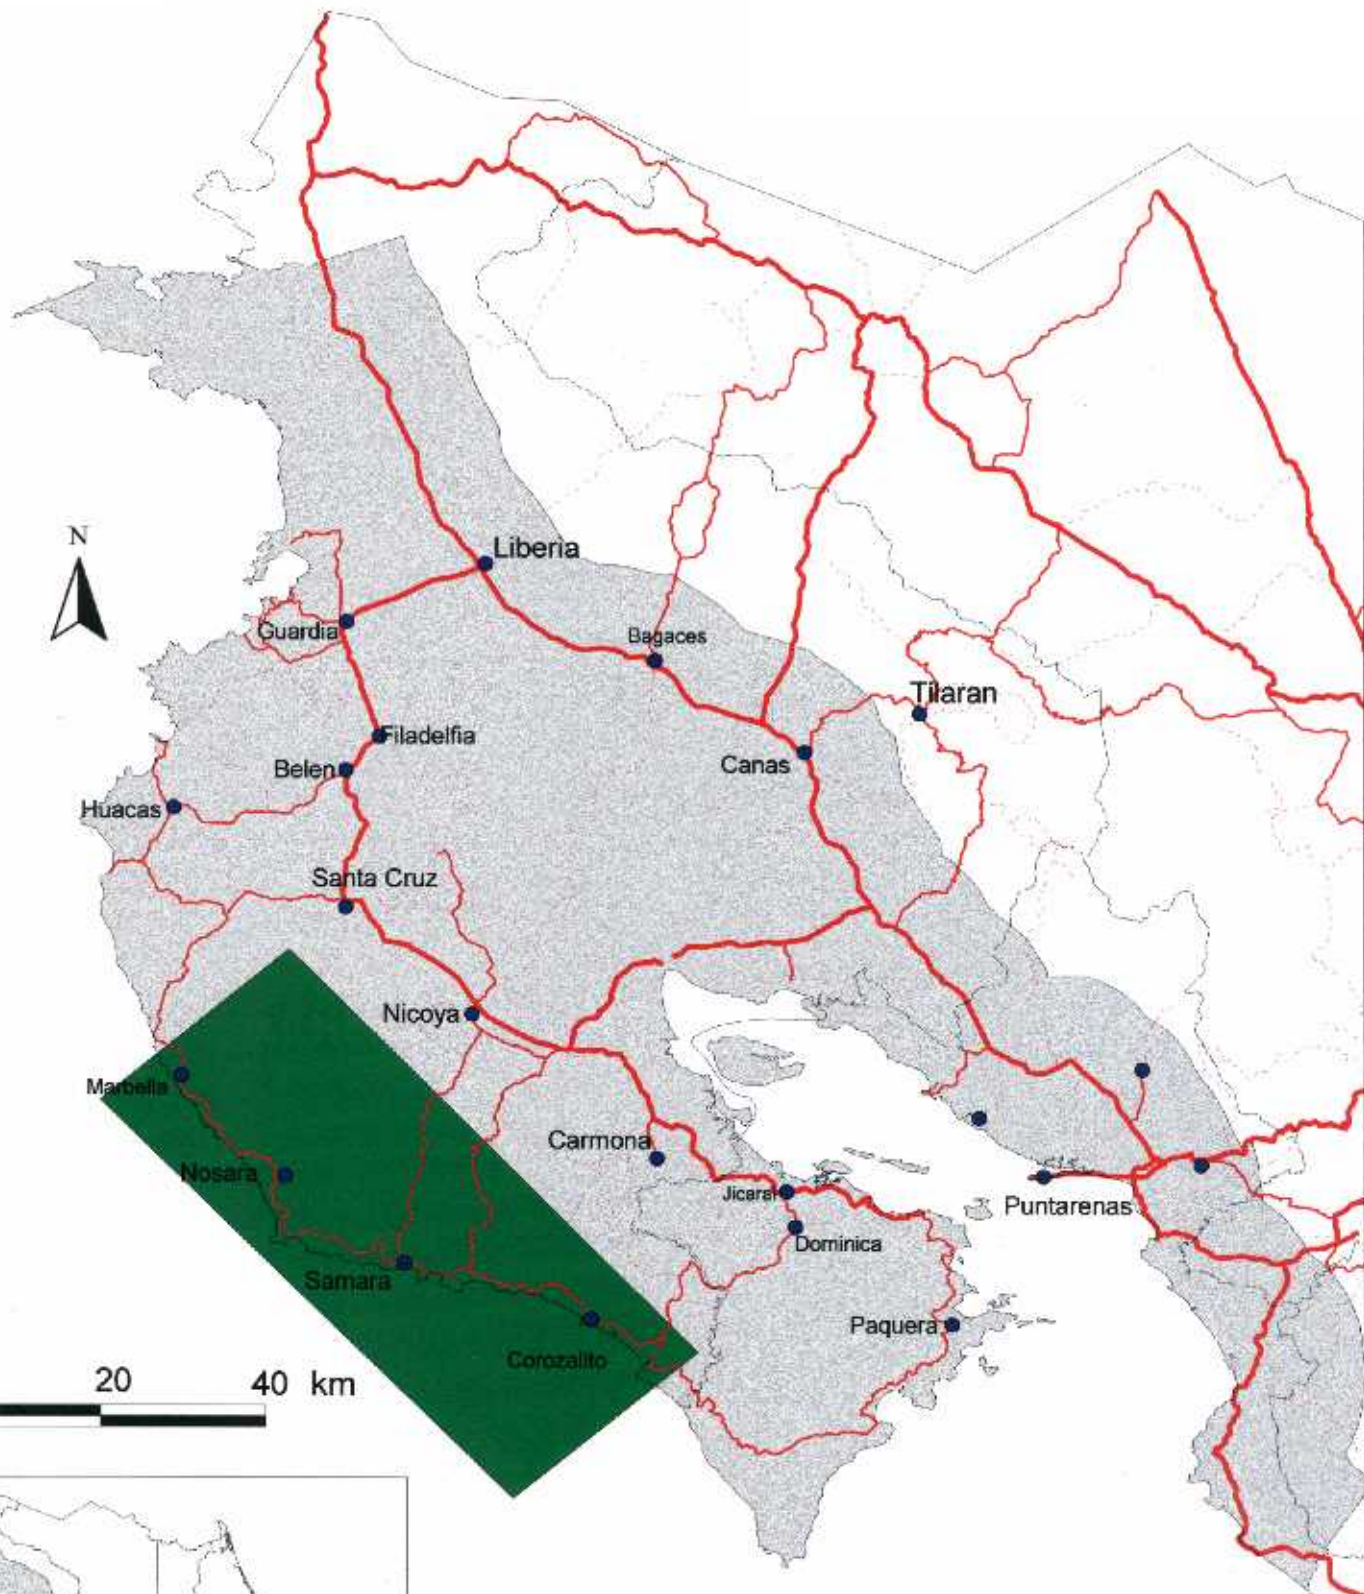 N
Liberia
Guardia
Bagaces
Tilaran
Filadelfia
Canas
Belen
Huacas
Santa Cruz
Nicoya
Marbella
Carmona
Nosara
Jicaral
Puntarenas
Dominica
Samara
Paquera
Corozalito
20
40 km